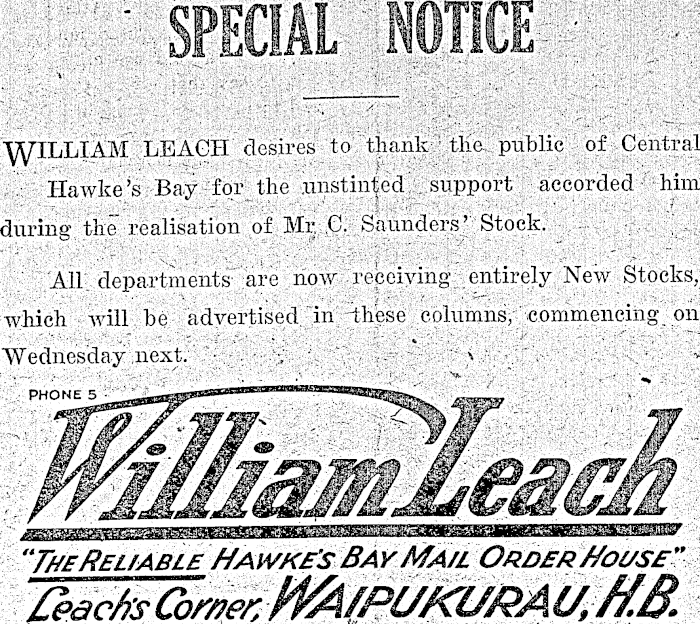 SPECIAL NOTICE
WILLIAM LEACH desires to thank the public of Central
Hawke's Bay for the unstinted support accorded him
during the realisation of Mr. C. Saunders' Stock.
All departments are now receiving entirely New Stocks,
which will be advertised in these columns, commencing on
Wednesday next.
PHONE 5
William Leach
"THE RELIABLE HAWKE'S BAY MAIL ORDER HOUSE"
Leach's Corner, WAIPUKURAU, H.B.